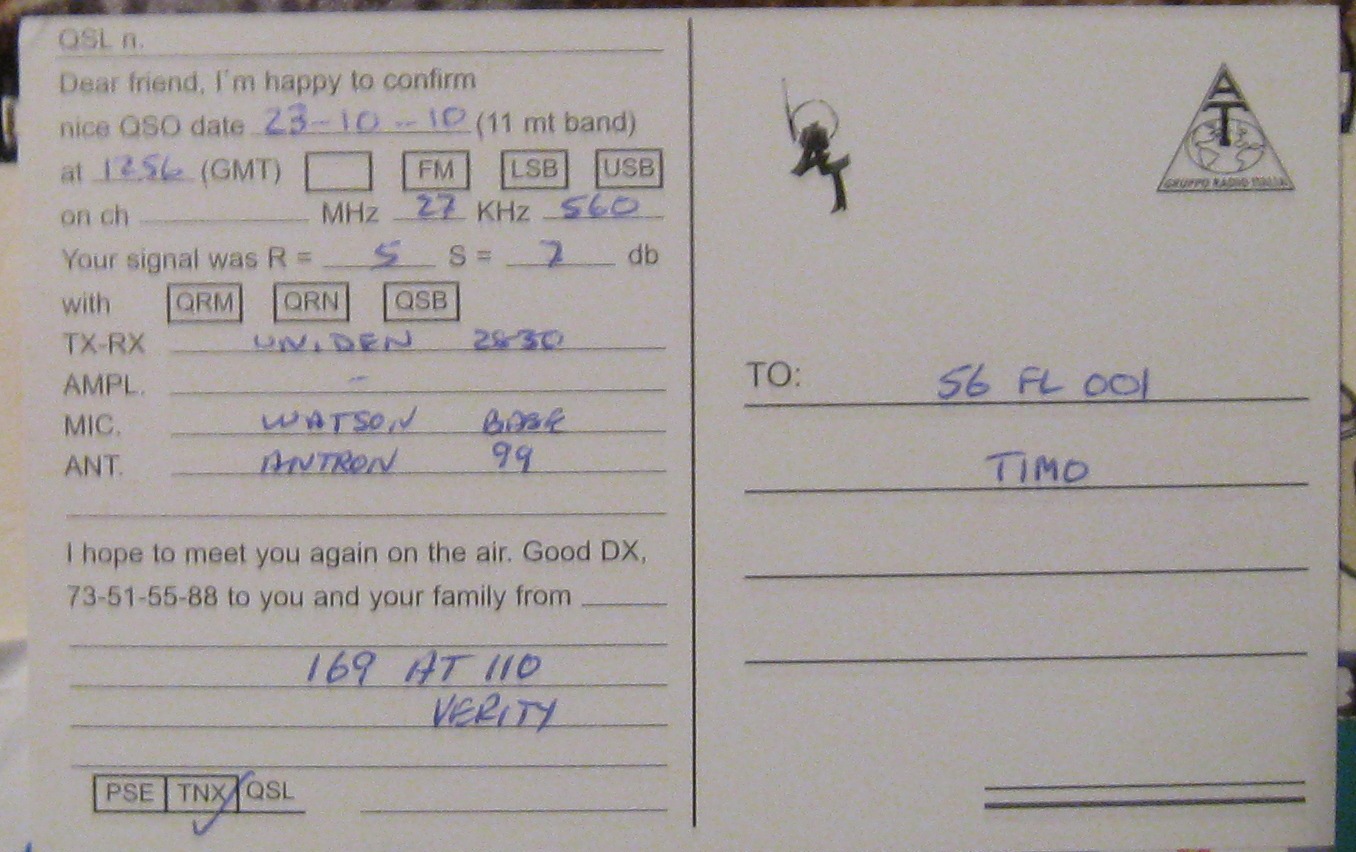 QSL n.
Dear friend, I'm happy to confirm
nice QSO date 23-10-10 (11 mt band)
at 1256 (GMT) FM LSB USB
on ch MHz 27 KHz 560
Your signal was R = 5 S = 7 db
with QRM QRN QSB
TX-RX UNIDEN 2830
AMPL. -
MIC. WATSON BASE
ANT. ANTRON 99
I hope to meet you again on the air. Good DX,
73-51-55-88 to you and your family from
169 AT 110
VERITY
PSE TNX QSL
AT
AT
GRUPPO RADIO ITALIA
TO: 56 FL 001
TIMO